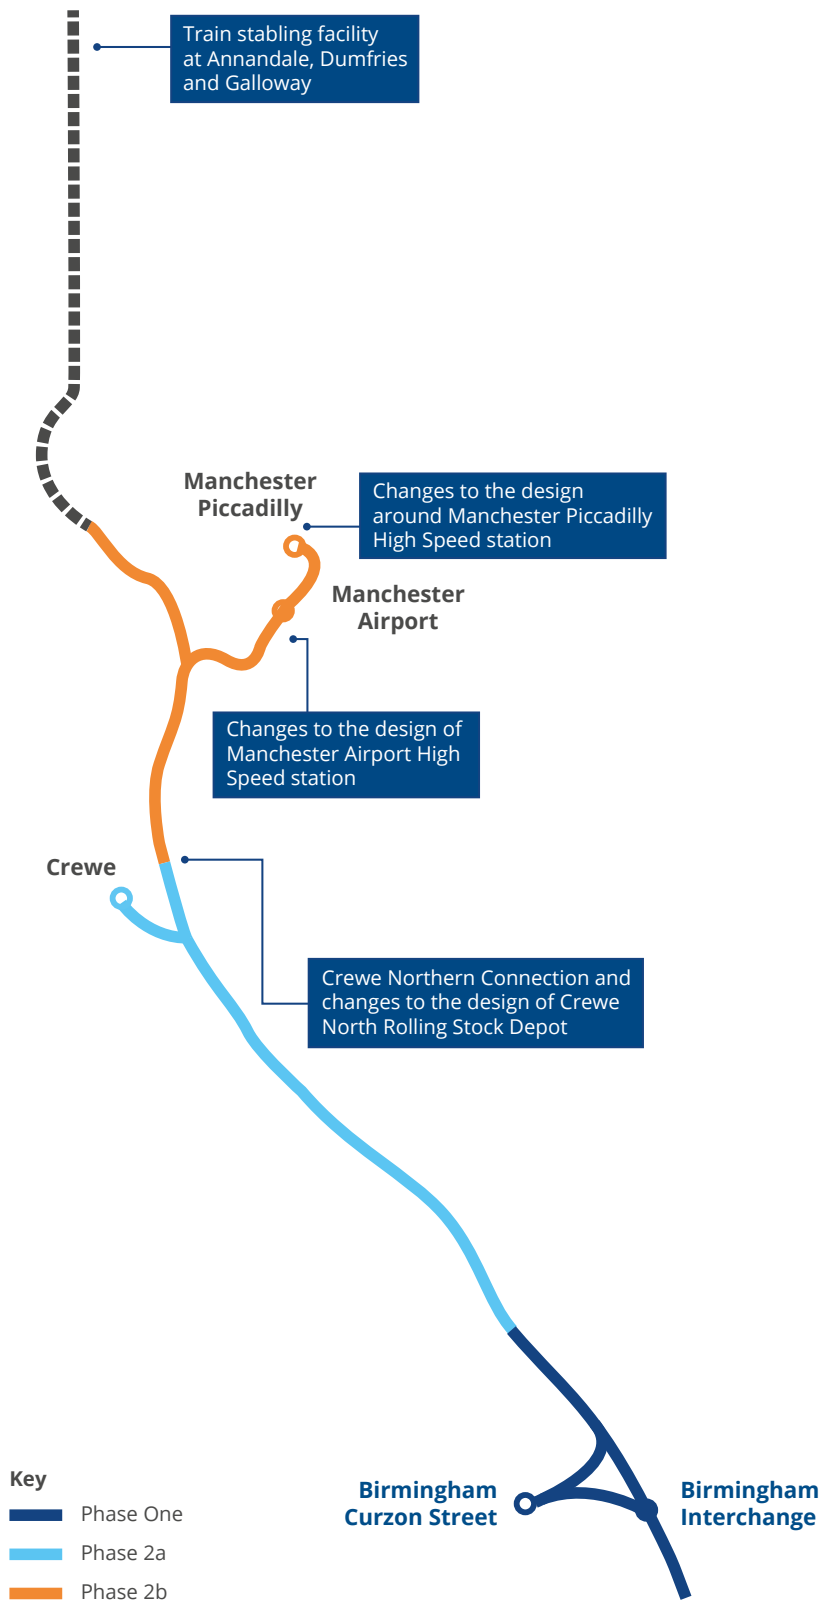 Train stabling facility
at Annandale, Dumfries
and Galloway
Manchester
Piccadilly
Changes to the design
around Manchester Piccadilly
High Speed station
Manchester
Airport
Changes to the design of
Manchester Airport High
Speed station
Crewe
Crewe Northern Connection and
changes to the design of Crewe
North Rolling Stock Depot
Birmingham
Curzon Street
Birmingham
Interchange
Key
Phase One
Phase 2a
Phase 2b